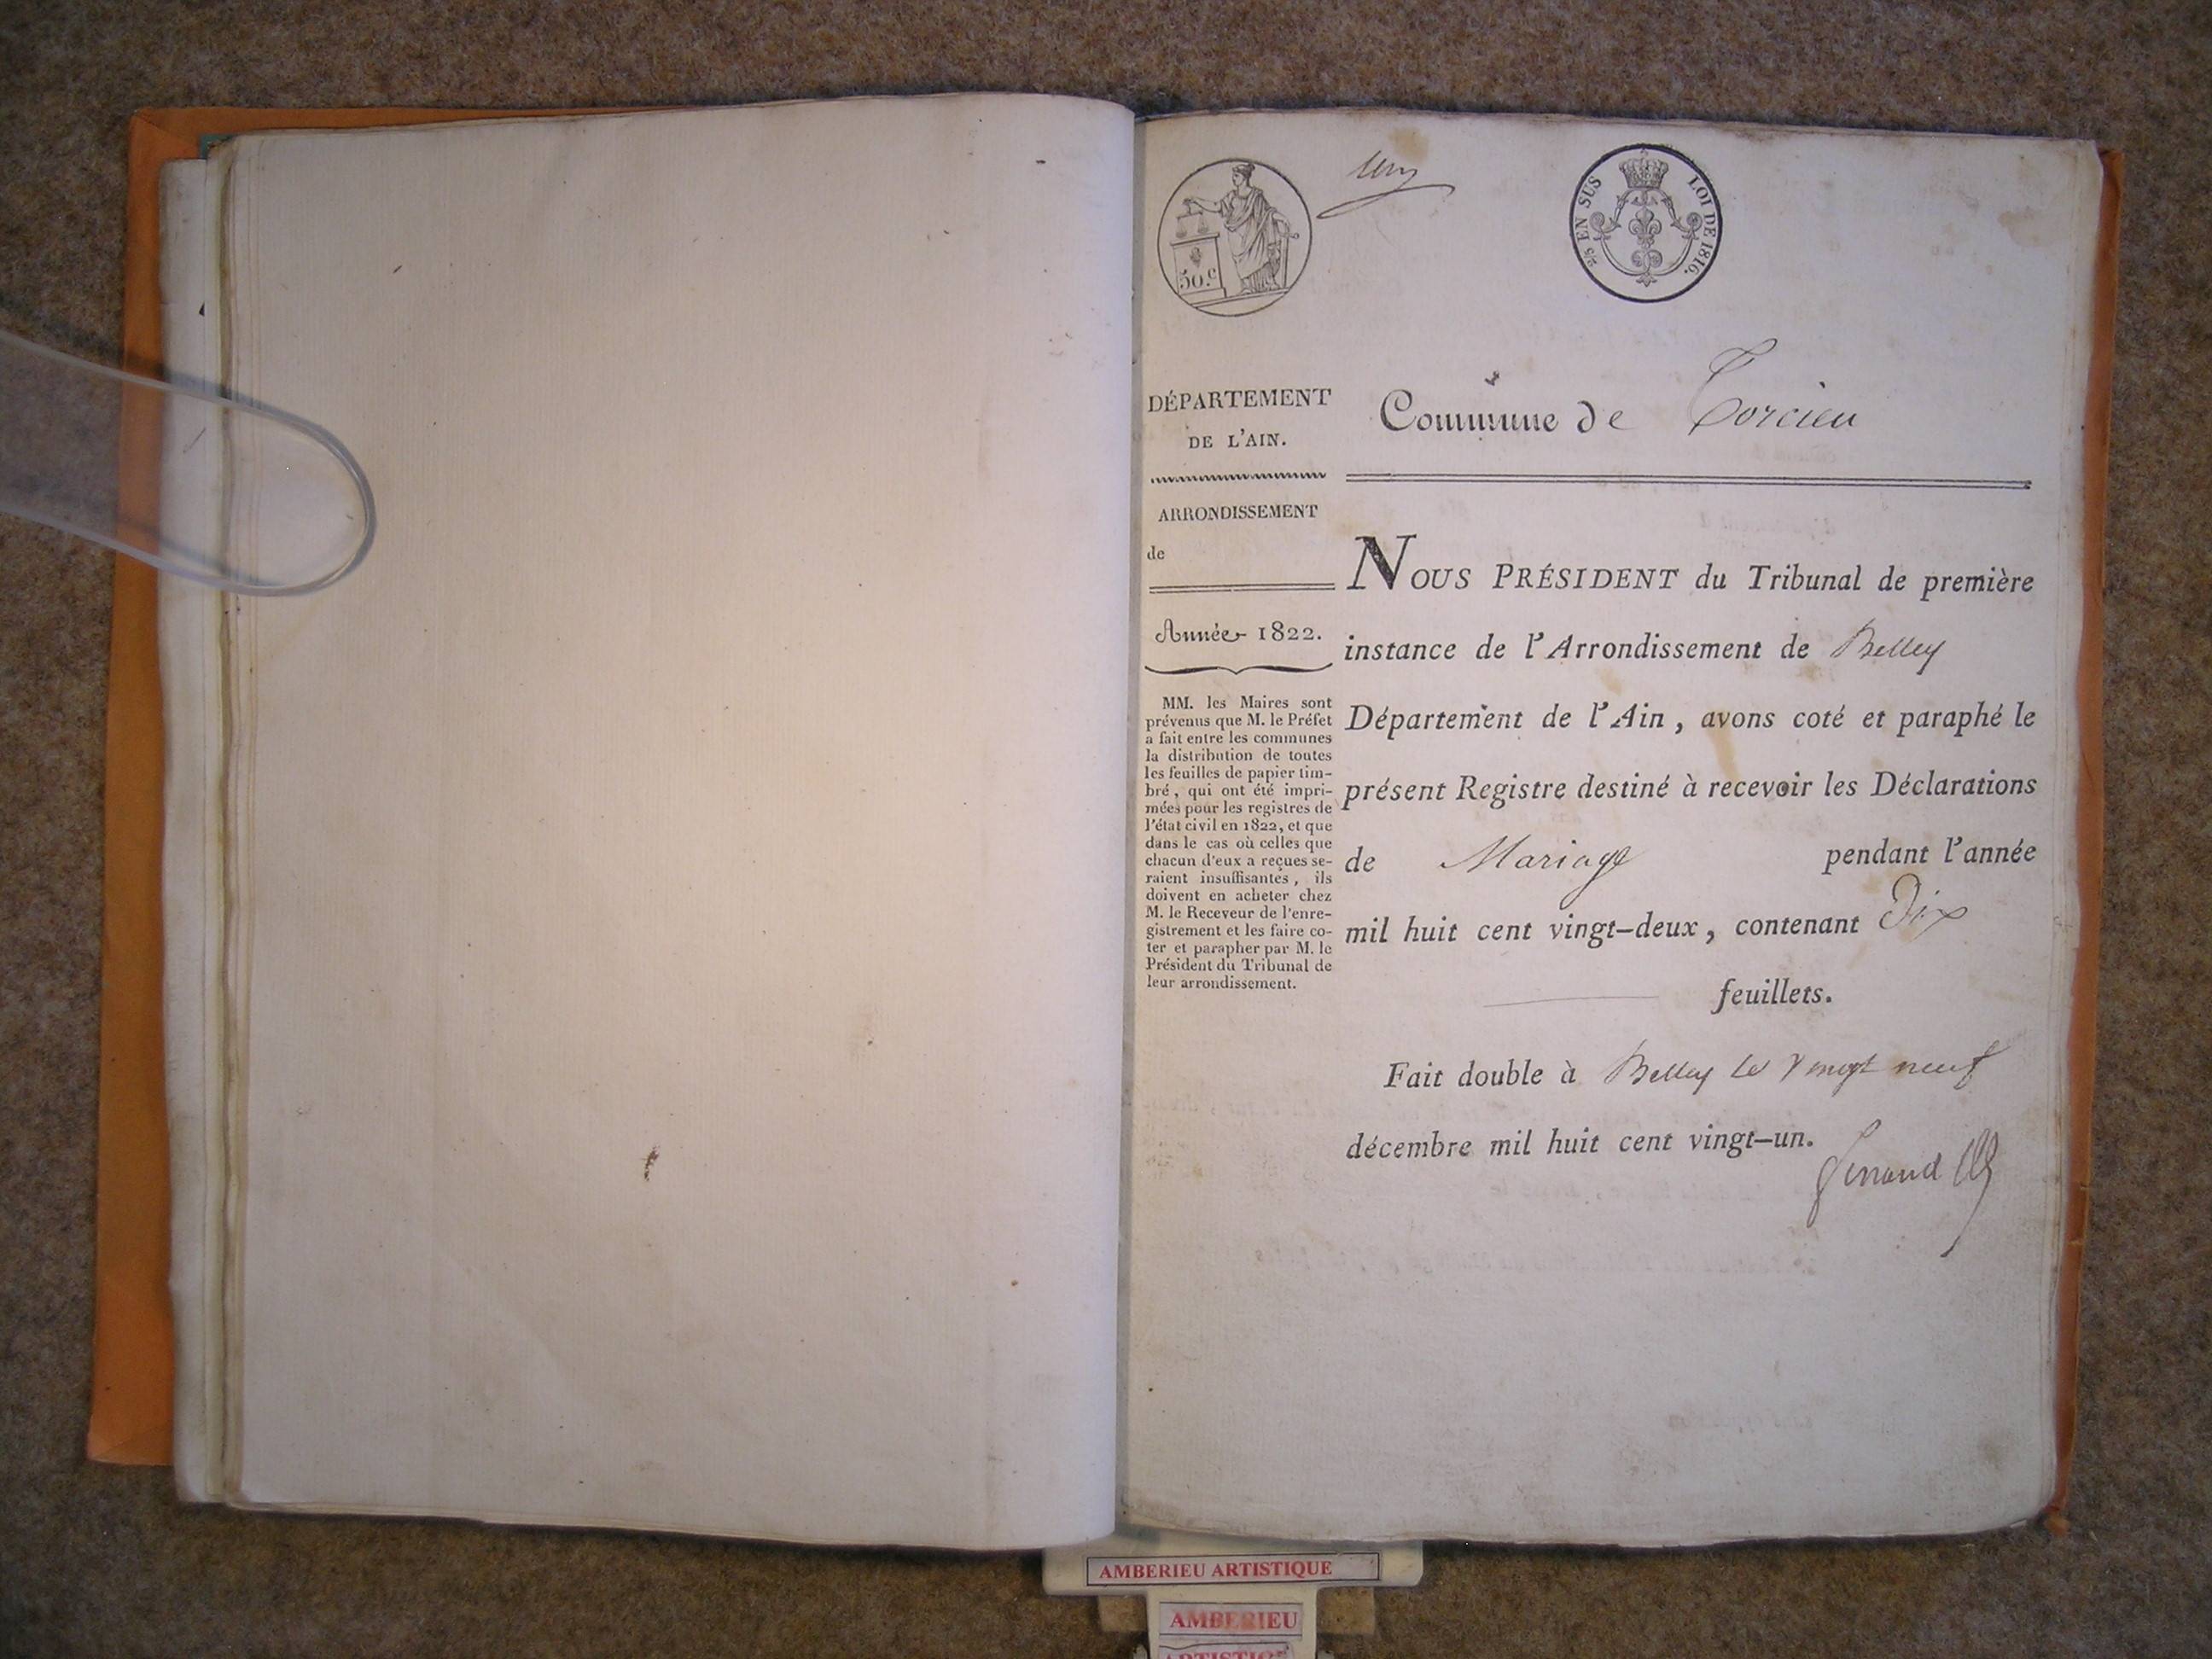 un
50.c
2/5 EN SUS LOI DE 1816.
DÉPARTEMENT
DE L'AIN.
ARRONDISSEMENT
de
Année 1822.
MM. les Maires sont
prévenus que M. le Préfet
a fait entre les communes
la distribution de toutes
les feuilles de papier tim-
bré, qui ont été impri-
mées pour les registres de
l'état civil en 1822, et que
dans le cas où celles que
chacun d'eux a reçues se-
raient insuffisantes, ils
doivent en acheter chez
M. le Receveur de l'enre-
gistrement et les faire co-
ter et parapher par M. le
Président du Tribunal de
leur arrondissement.
Commune de Torcieu
NOUS PRÉSIDENT du Tribunal de première
instance de l'Arrondissement de Belley
Département de l'Ain, avons coté et paraphé le
présent Registre destiné à recevoir les Déclarations
de Mariage pendant l'année
mil huit cent vingt-deux, contenant Dix
feuillets.
Fait double à Belley le vingt neuf
décembre mil huit cent vingt-un.
AMBERIEU ARTISTIQUE
AMBERIEU
ARTISTIQUE